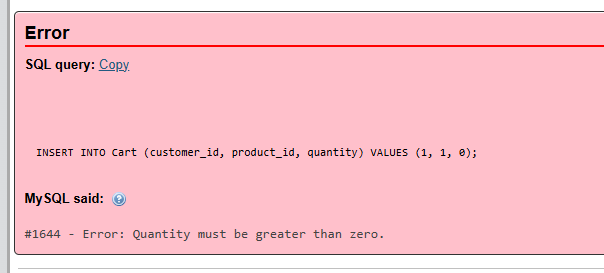 Error
SQL query: Copy
INSERT INTO Cart (customer_id, product_id, quantity) VALUES (1, 1, 0);
MySQL said:
#1644 - Error: Quantity must be greater than zero.